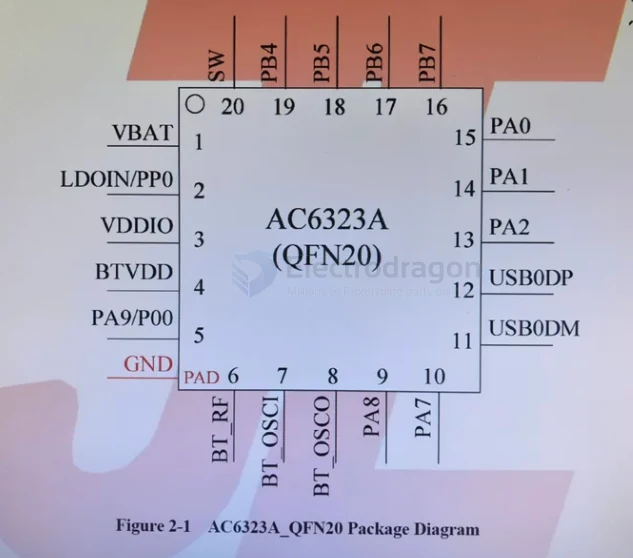 SW
PB4
PB5
PB6
PB7
20
19
18
17
16
VBAT
1
LDOIN/PP0
2
VDDIO
3
BTVDD
4
PA9/P00
5
GND
PAD
AC6323A
(QFN20)
Electrodragon
15
PA0
14
PA1
13
PA2
12
USB0DP
11
USB0DM
6
7
8
9
10
BT_RF
BT_OSCI
BT_OSCO
PA8
PA7
Figure 2-1 AC6323A_QFN20 Package Diagram